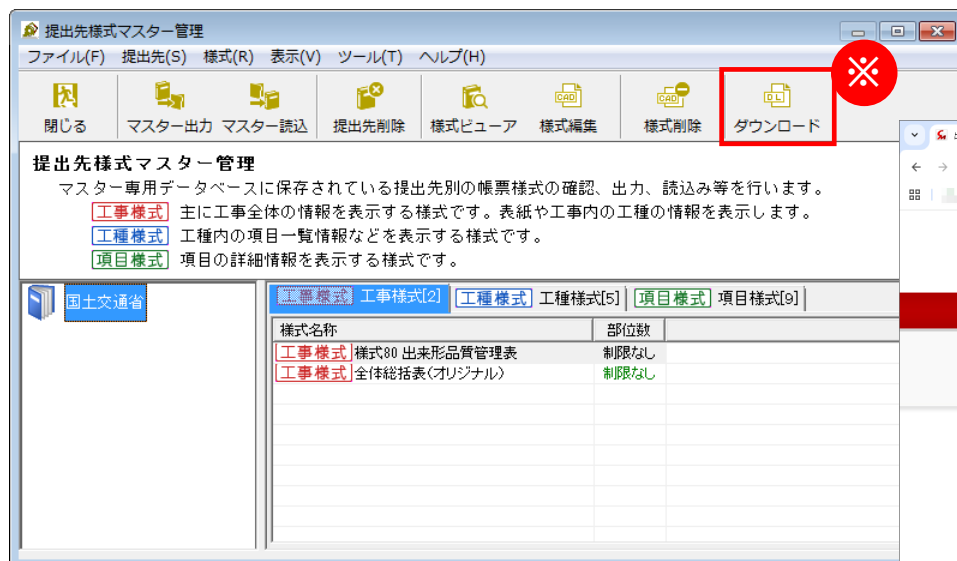 提出先様式マスター管理
ファイル(F) 提出先(S) 様式(R) 表示(V) ツール(T) ヘルプ(H)
※
閉じる マスター出力 マスター読込 提出先削除 様式ビューア 様式編集 様式削除 ダウンロード
提出先様式マスター管理
マスター専用データベースに保存されている提出先別の帳票様式の確認、出力、読込み等を行います。
工事様式 主に工事全体の情報を表示する様式です。表紙や工事内の工種の情報を表示します。
工種様式 工種内の項目一覧情報などを表示する様式です。
項目様式 項目の詳細情報を表示する様式です。
国土交通省
工事様式 工事様式[2] 工種様式 工種様式[5] 項目様式 項目様式[9]
様式名称 部位数
工事様式 様式80 出来形品質管理表 制限なし
工事様式 全体総括表(オリジナル) 制限なし